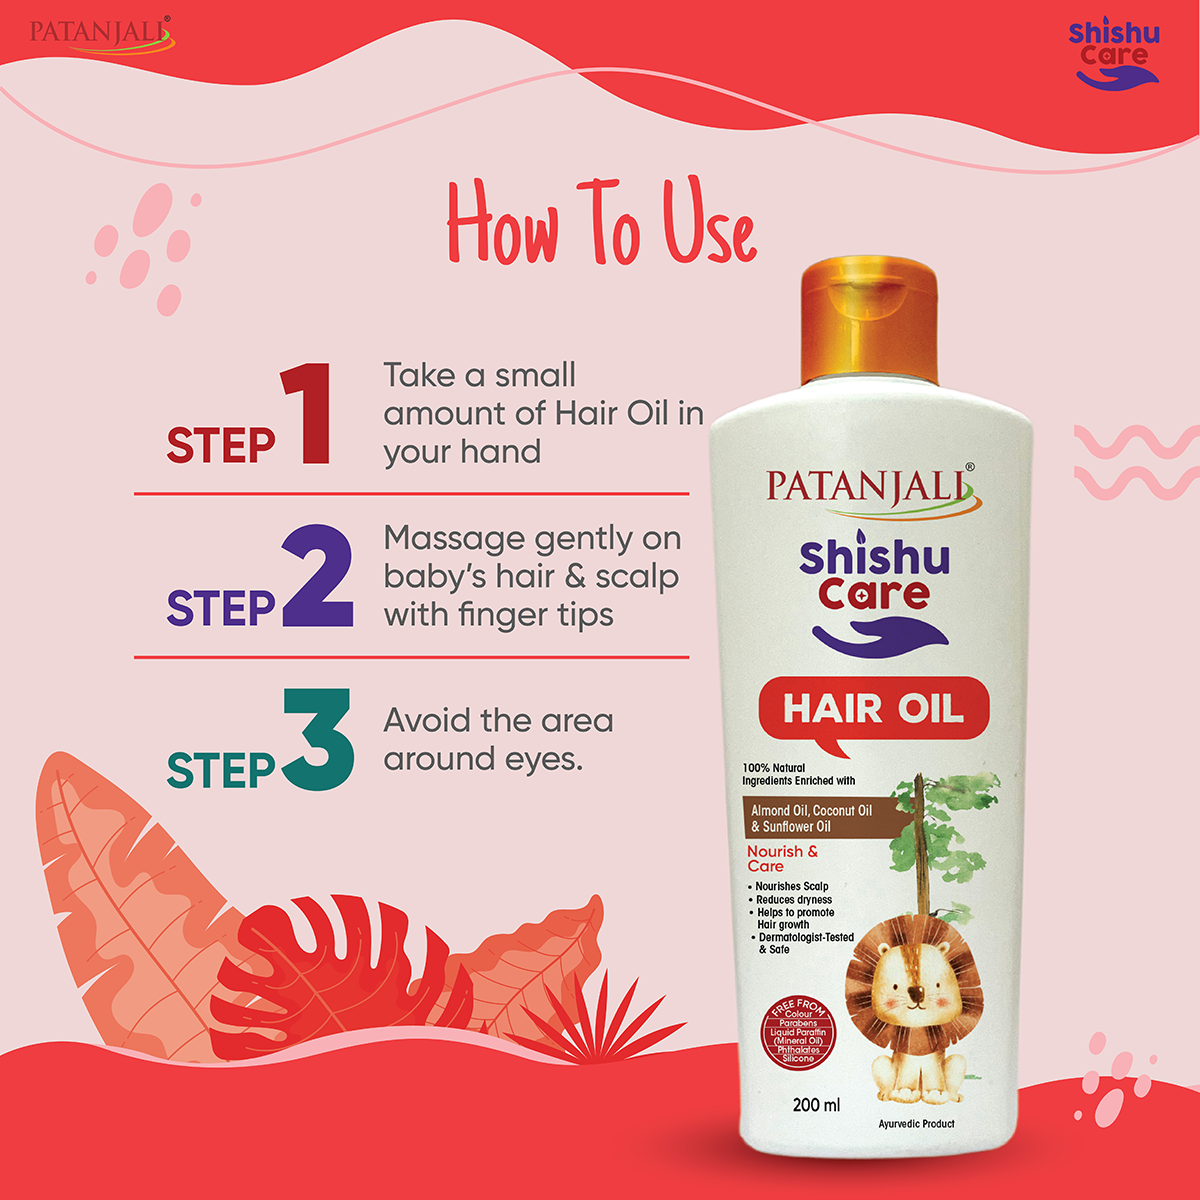 PATANJALI®
Shishu
Care
How To Use
STEP 1
Take a small
amount of Hair Oil in
your hand
STEP 2
Massage gently on
baby's hair & scalp
with finger tips
STEP 3
Avoid the area
around eyes.
PATANJALI®
Shishu
Care
HAIR OIL
100% Natural
Ingredients Enriched with
Almond Oil, Coconut Oil
& Sunflower Oil
Nourish &
Care
• Nourishes Scalp
• Reduces dryness
• Helps to promote
Hair growth
• Dermatologist-Tested
& Safe
FREE FROM
Colour
Parabens
Liquid Paraffin
(Mineral Oil)
Phthalates
Silicone
200 ml
Ayurvedic Product